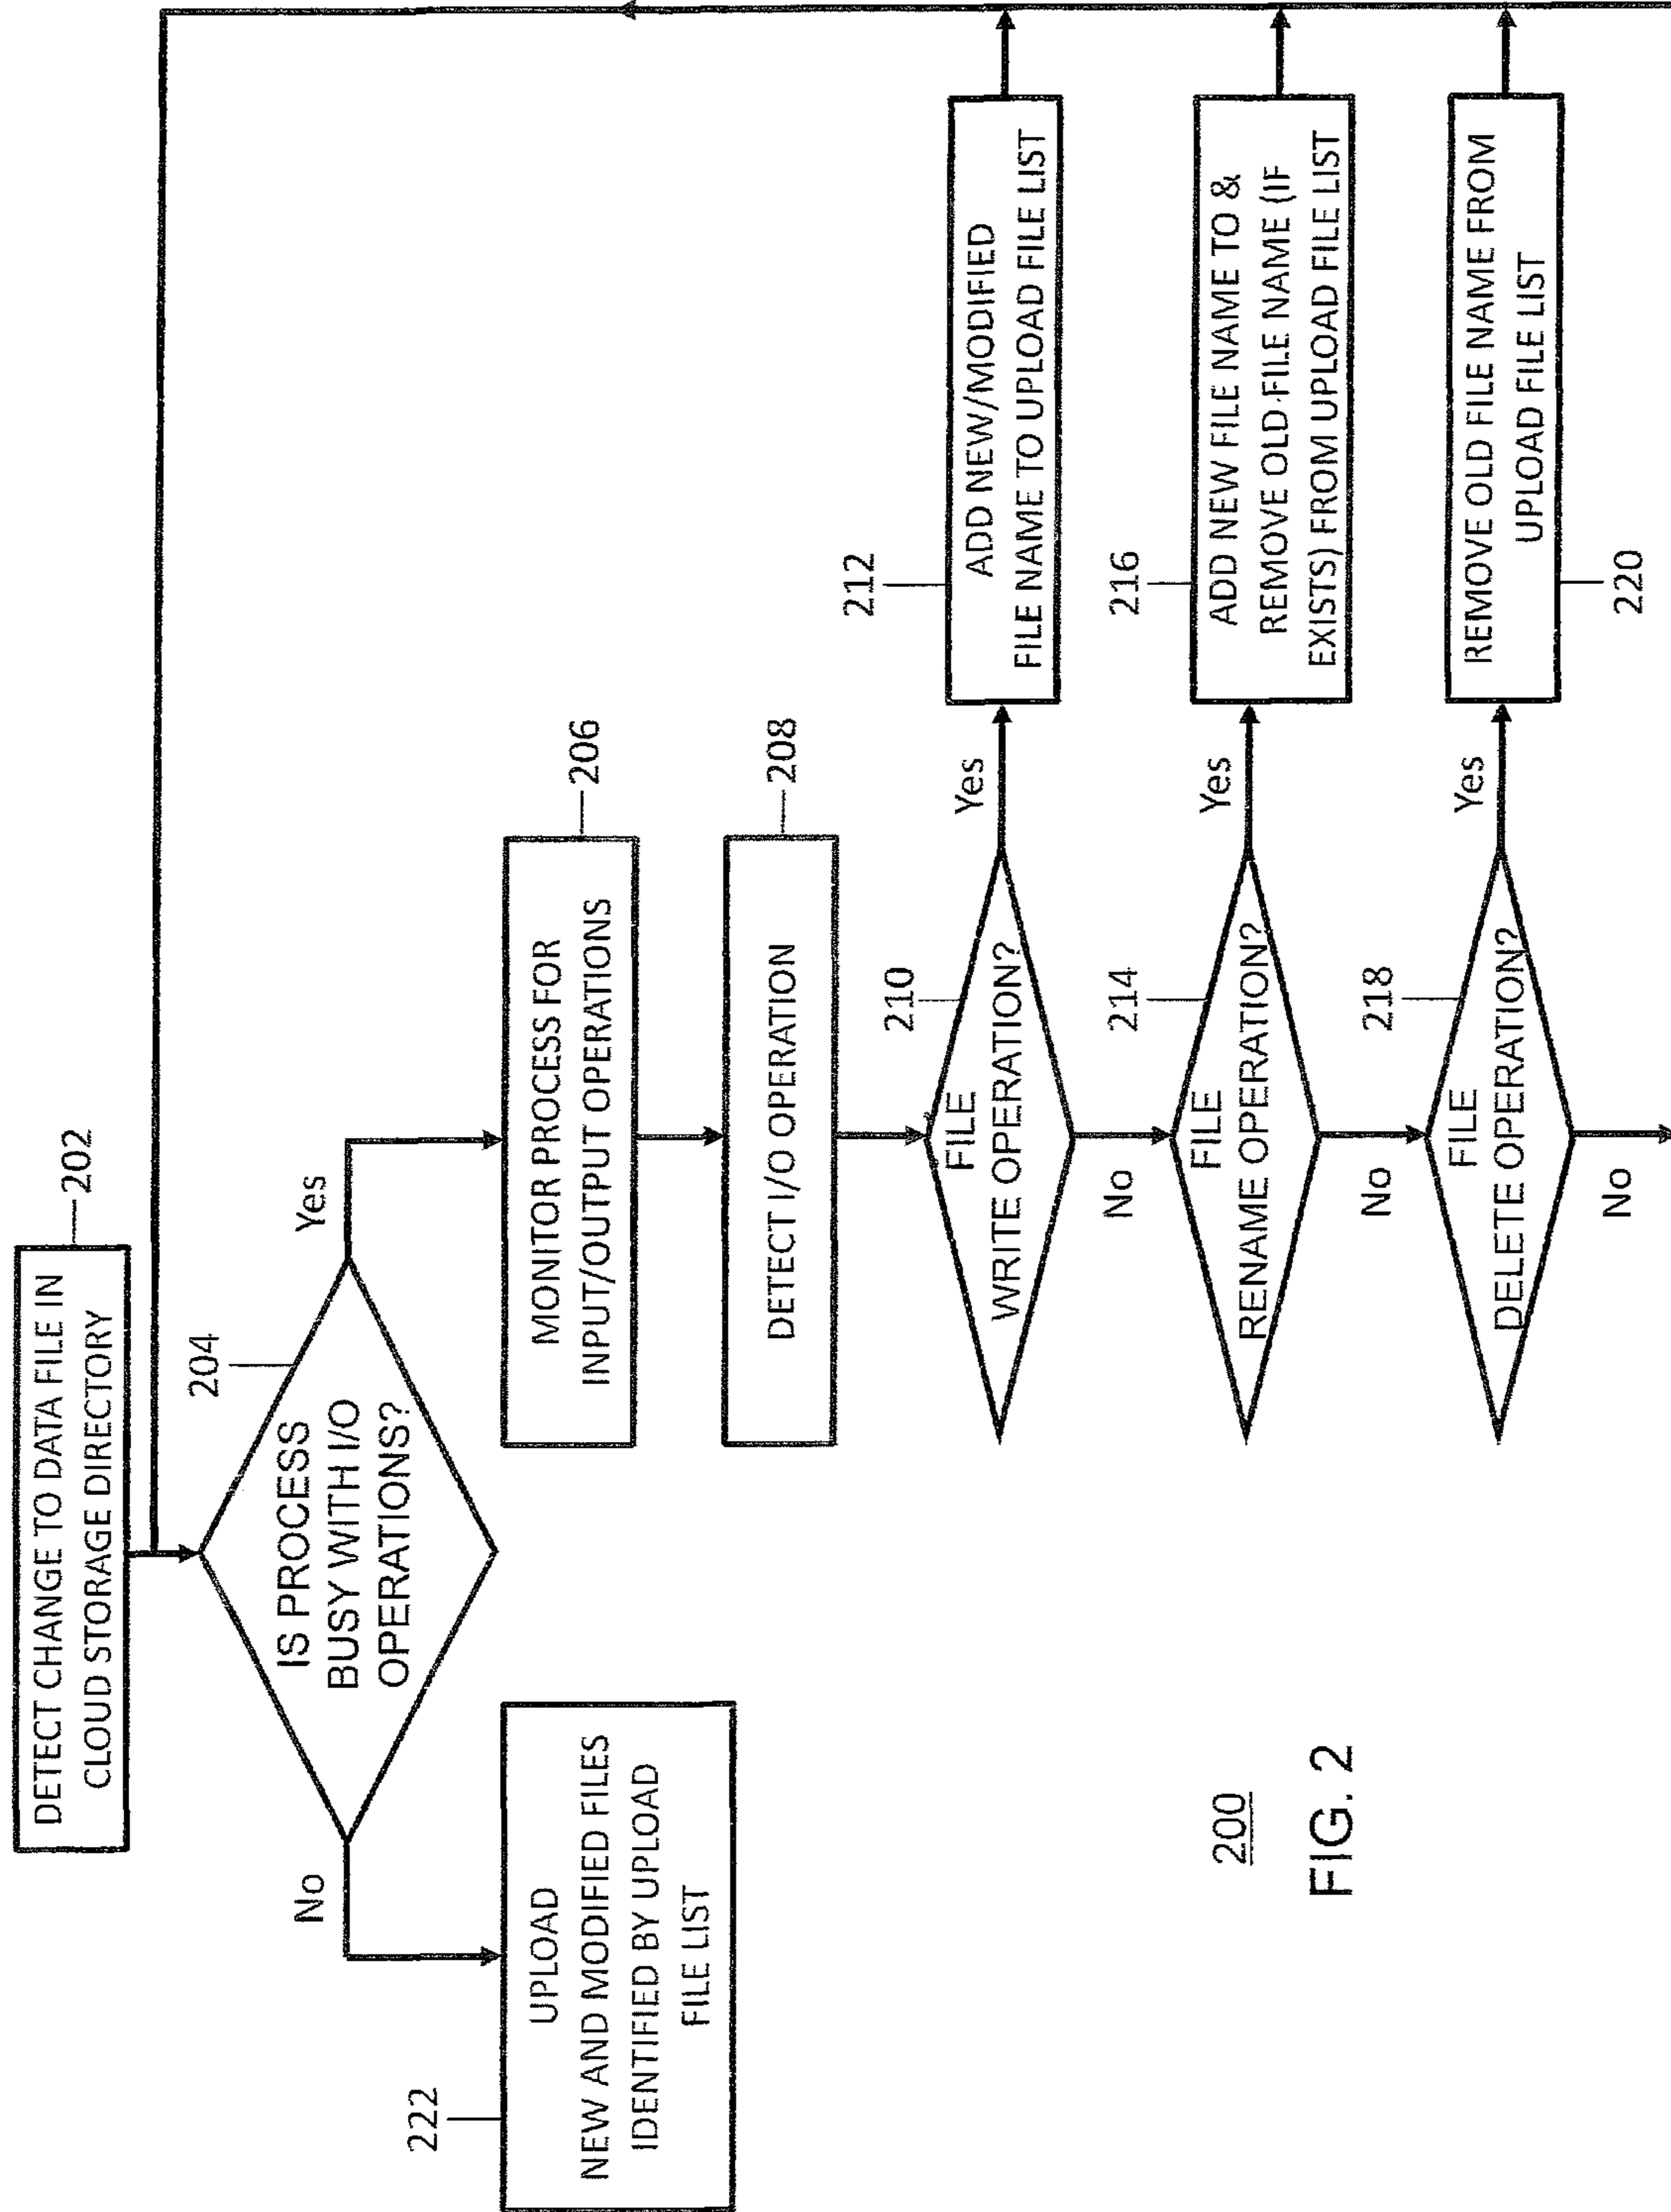 DETECT CHANGE TO DATA FILE IN
CLOUD STORAGE DIRECTORY
202
204
IS PROCESS
BUSY WITH I/O
OPERATIONS?
Yes
No
222
UPLOAD
NEW AND MODIFIED FILES
IDENTIFIED BY UPLOAD
FILE LIST
MONITOR PROCESS FOR
INPUT/OUTPUT OPERATIONS
206
DETECT I/O OPERATION
208
210
FILE
WRITE OPERATION?
Yes
No
212
ADD NEW/MODIFIED
FILE NAME TO UPLOAD FILE LIST
214
FILE
RENAME OPERATION?
Yes
No
216
ADD NEW FILE NAME TO &
REMOVE OLD FILE NAME (IF
EXISTS) FROM UPLOAD FILE LIST
218
FILE
DELETE OPERATION?
Yes
No
REMOVE OLD FILE NAME FROM
UPLOAD FILE LIST
220
200
FIG. 2